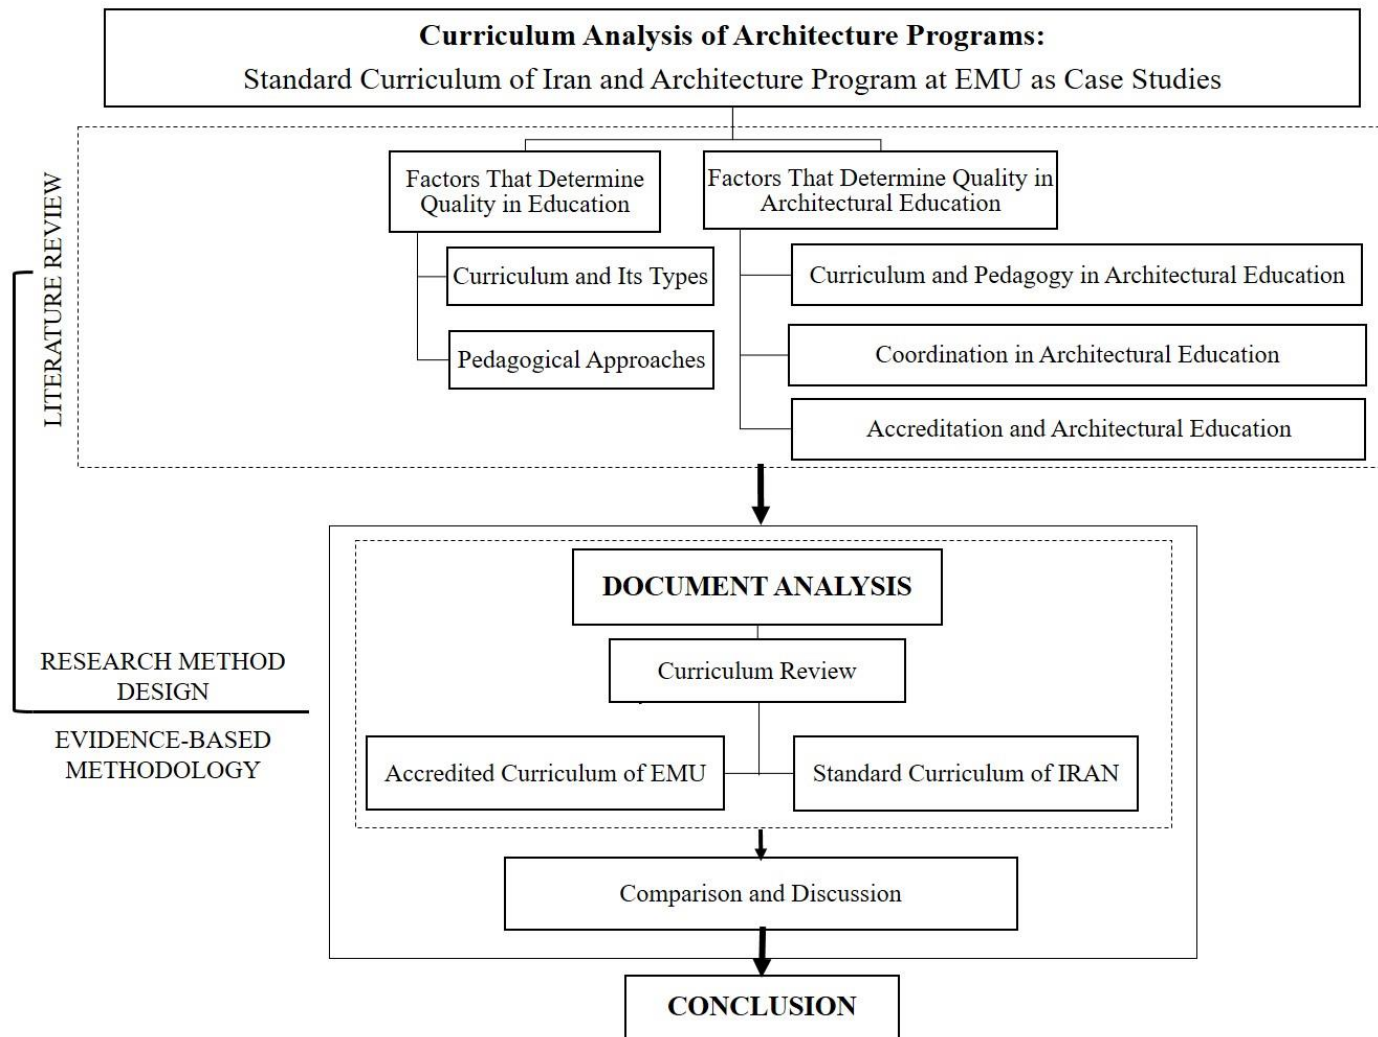 Curriculum Analysis of Architecture Programs:
Standard Curriculum of Iran and Architecture Program at EMU as Case Studies
LITERATURE REVIEW
Factors That Determine
Quality in Education
Factors That Determine Quality in
Architectural Education
Curriculum and Its Types
Pedagogical Approaches
Curriculum and Pedagogy in Architectural Education
Coordination in Architectural Education
Accreditation and Architectural Education
RESEARCH METHOD
DESIGN
EVIDENCE-BASED
METHODOLOGY
DOCUMENT ANALYSIS
Curriculum Review
Accredited Curriculum of EMU
Standard Curriculum of IRAN
Comparison and Discussion
CONCLUSION